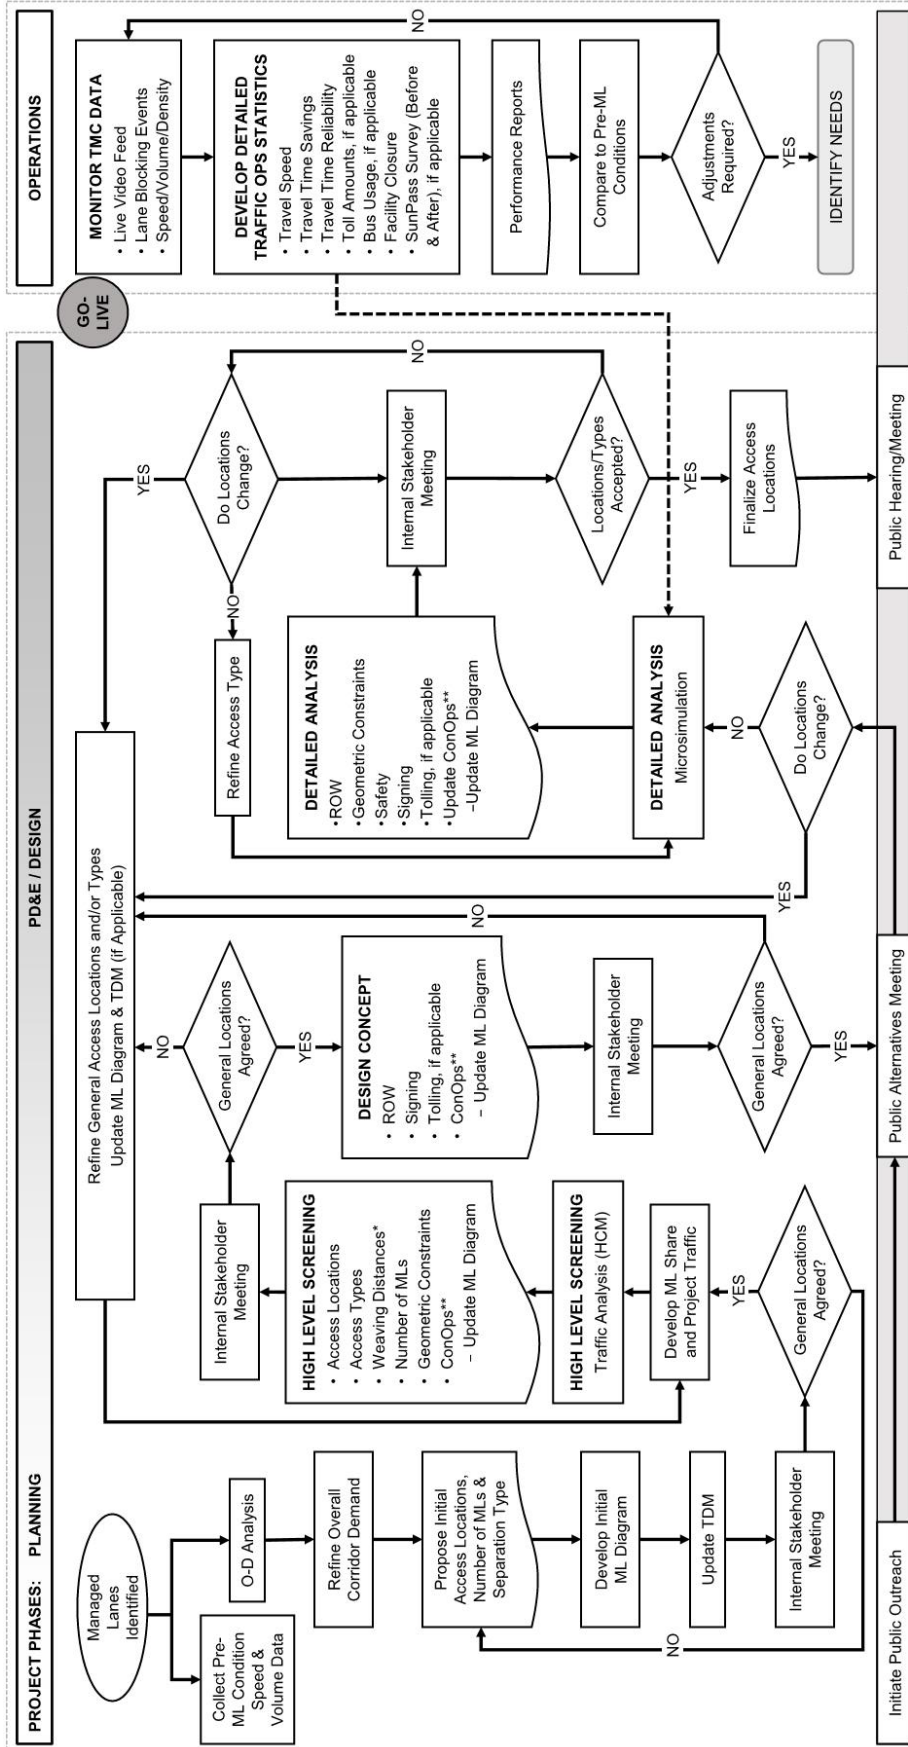 PROJECT PHASES: PLANNING
PD&E / DESIGN
OPERATIONS
Managed
Lanes
Identified
Collect Pre-
ML Condition
Speed &
Volume Data
O-D Analysis
Refine Overall
Corridor Demand
Propose Initial
Access Locations,
Number of MLs &
Separation Type
Develop Initial
ML Diagram
Update TDM
Internal Stakeholder
Meeting
NO
General Locations
Agreed?
YES
Develop ML Share
and Project Traffic
HIGH LEVEL SCREENING
Traffic Analysis (HCM)
HIGH LEVEL SCREENING
• Access Locations
• Access Types
• Weaving Distances*
• Number of MLs
• Geometric Constraints
• ConOps**
– Update ML Diagram
Internal Stakeholder
Meeting
Refine General Access Locations and/or Types
Update ML Diagram & TDM (if Applicable)
NO
General Locations
Agreed?
YES
DESIGN CONCEPT
• ROW
• Signing
• Tolling, if applicable
• ConOps**
– Update ML Diagram
Internal Stakeholder
Meeting
General Locations
Agreed?
NO
YES
YES
Do Locations
Change?
NO
DETAILED ANALYSIS
Microsimulation
DETAILED ANALYSIS
•ROW
•Geometric Constraints
•Safety
•Signing
•Tolling, if applicable
•Update ConOps**
–Update ML Diagram
Refine Access Type
NO
YES
Do Locations
Change?
Internal Stakeholder
Meeting
NO
Locations/Types
Accepted?
YES
Finalize Access
Locations
GO-
LIVE
MONITOR TMC DATA
• Live Video Feed
• Lane Blocking Events
• Speed/Volume/Density
DEVELOP DETAILED
TRAFFIC OPS STATISTICS
• Travel Speed
• Travel Time Savings
• Travel Time Reliability
• Toll Amounts, if applicable
• Bus Usage, if applicable
• Facility Closure
• SunPass Survey (Before
& After), if applicable
Performance Reports
Compare to Pre-ML
Conditions
Adjustments
Required?
NO
YES
IDENTIFY NEEDS
Initiate Public Outreach
Public Alternatives Meeting
Public Hearing/Meeting